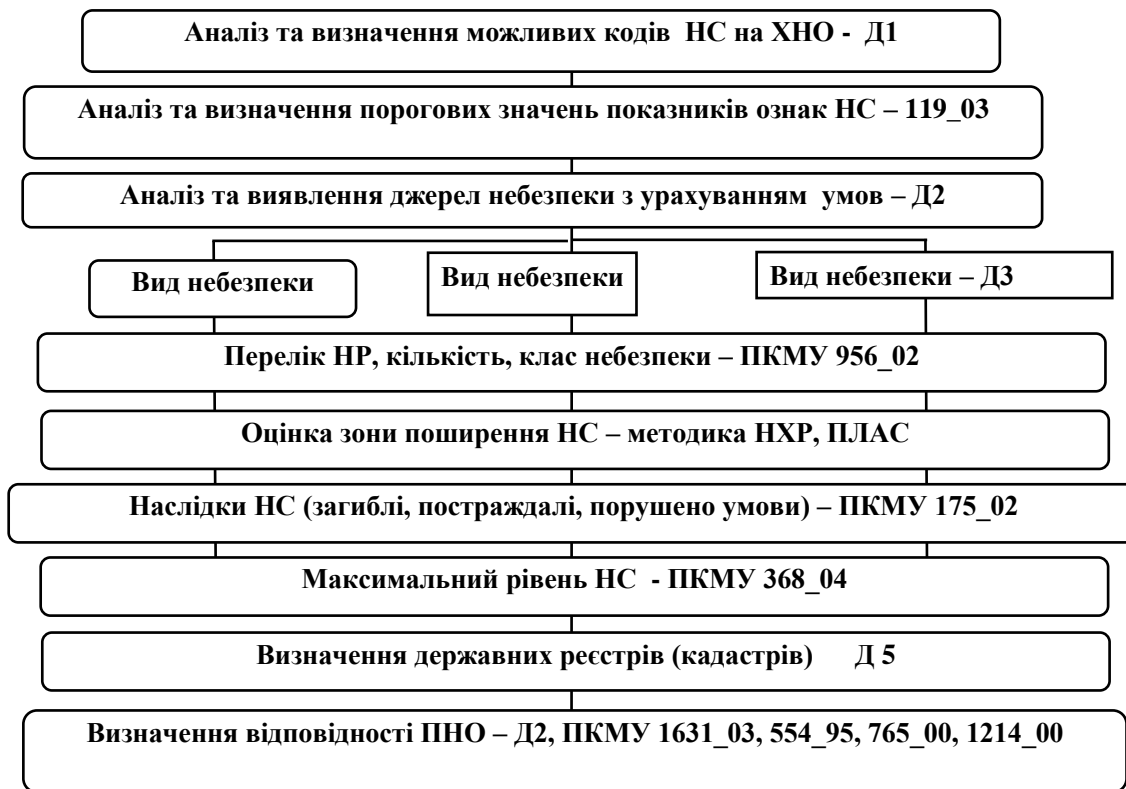 Аналіз та визначення можливих кодів НС на ХНО - Д1
Аналіз та визначення порогових значень показників ознак НС – 119_03
Аналіз та виявлення джерел небезпеки з урахуванням умов – Д2
Вид небезпеки
Вид небезпеки
Вид небезпеки – Д3
Перелік НР, кількість, клас небезпеки – ПКМУ 956_02
Оцінка зони поширення НС – методика НХР, ПЛАС
Наслідки НС (загиблі, постраждалі, порушено умови) – ПКМУ 175_02
Максимальний рівень НС - ПКМУ 368_04
Визначення державних реєстрів (кадастрів) Д 5
Визначення відповідності ПНО – Д2, ПКМУ 1631_03, 554_95, 765_00, 1214_00